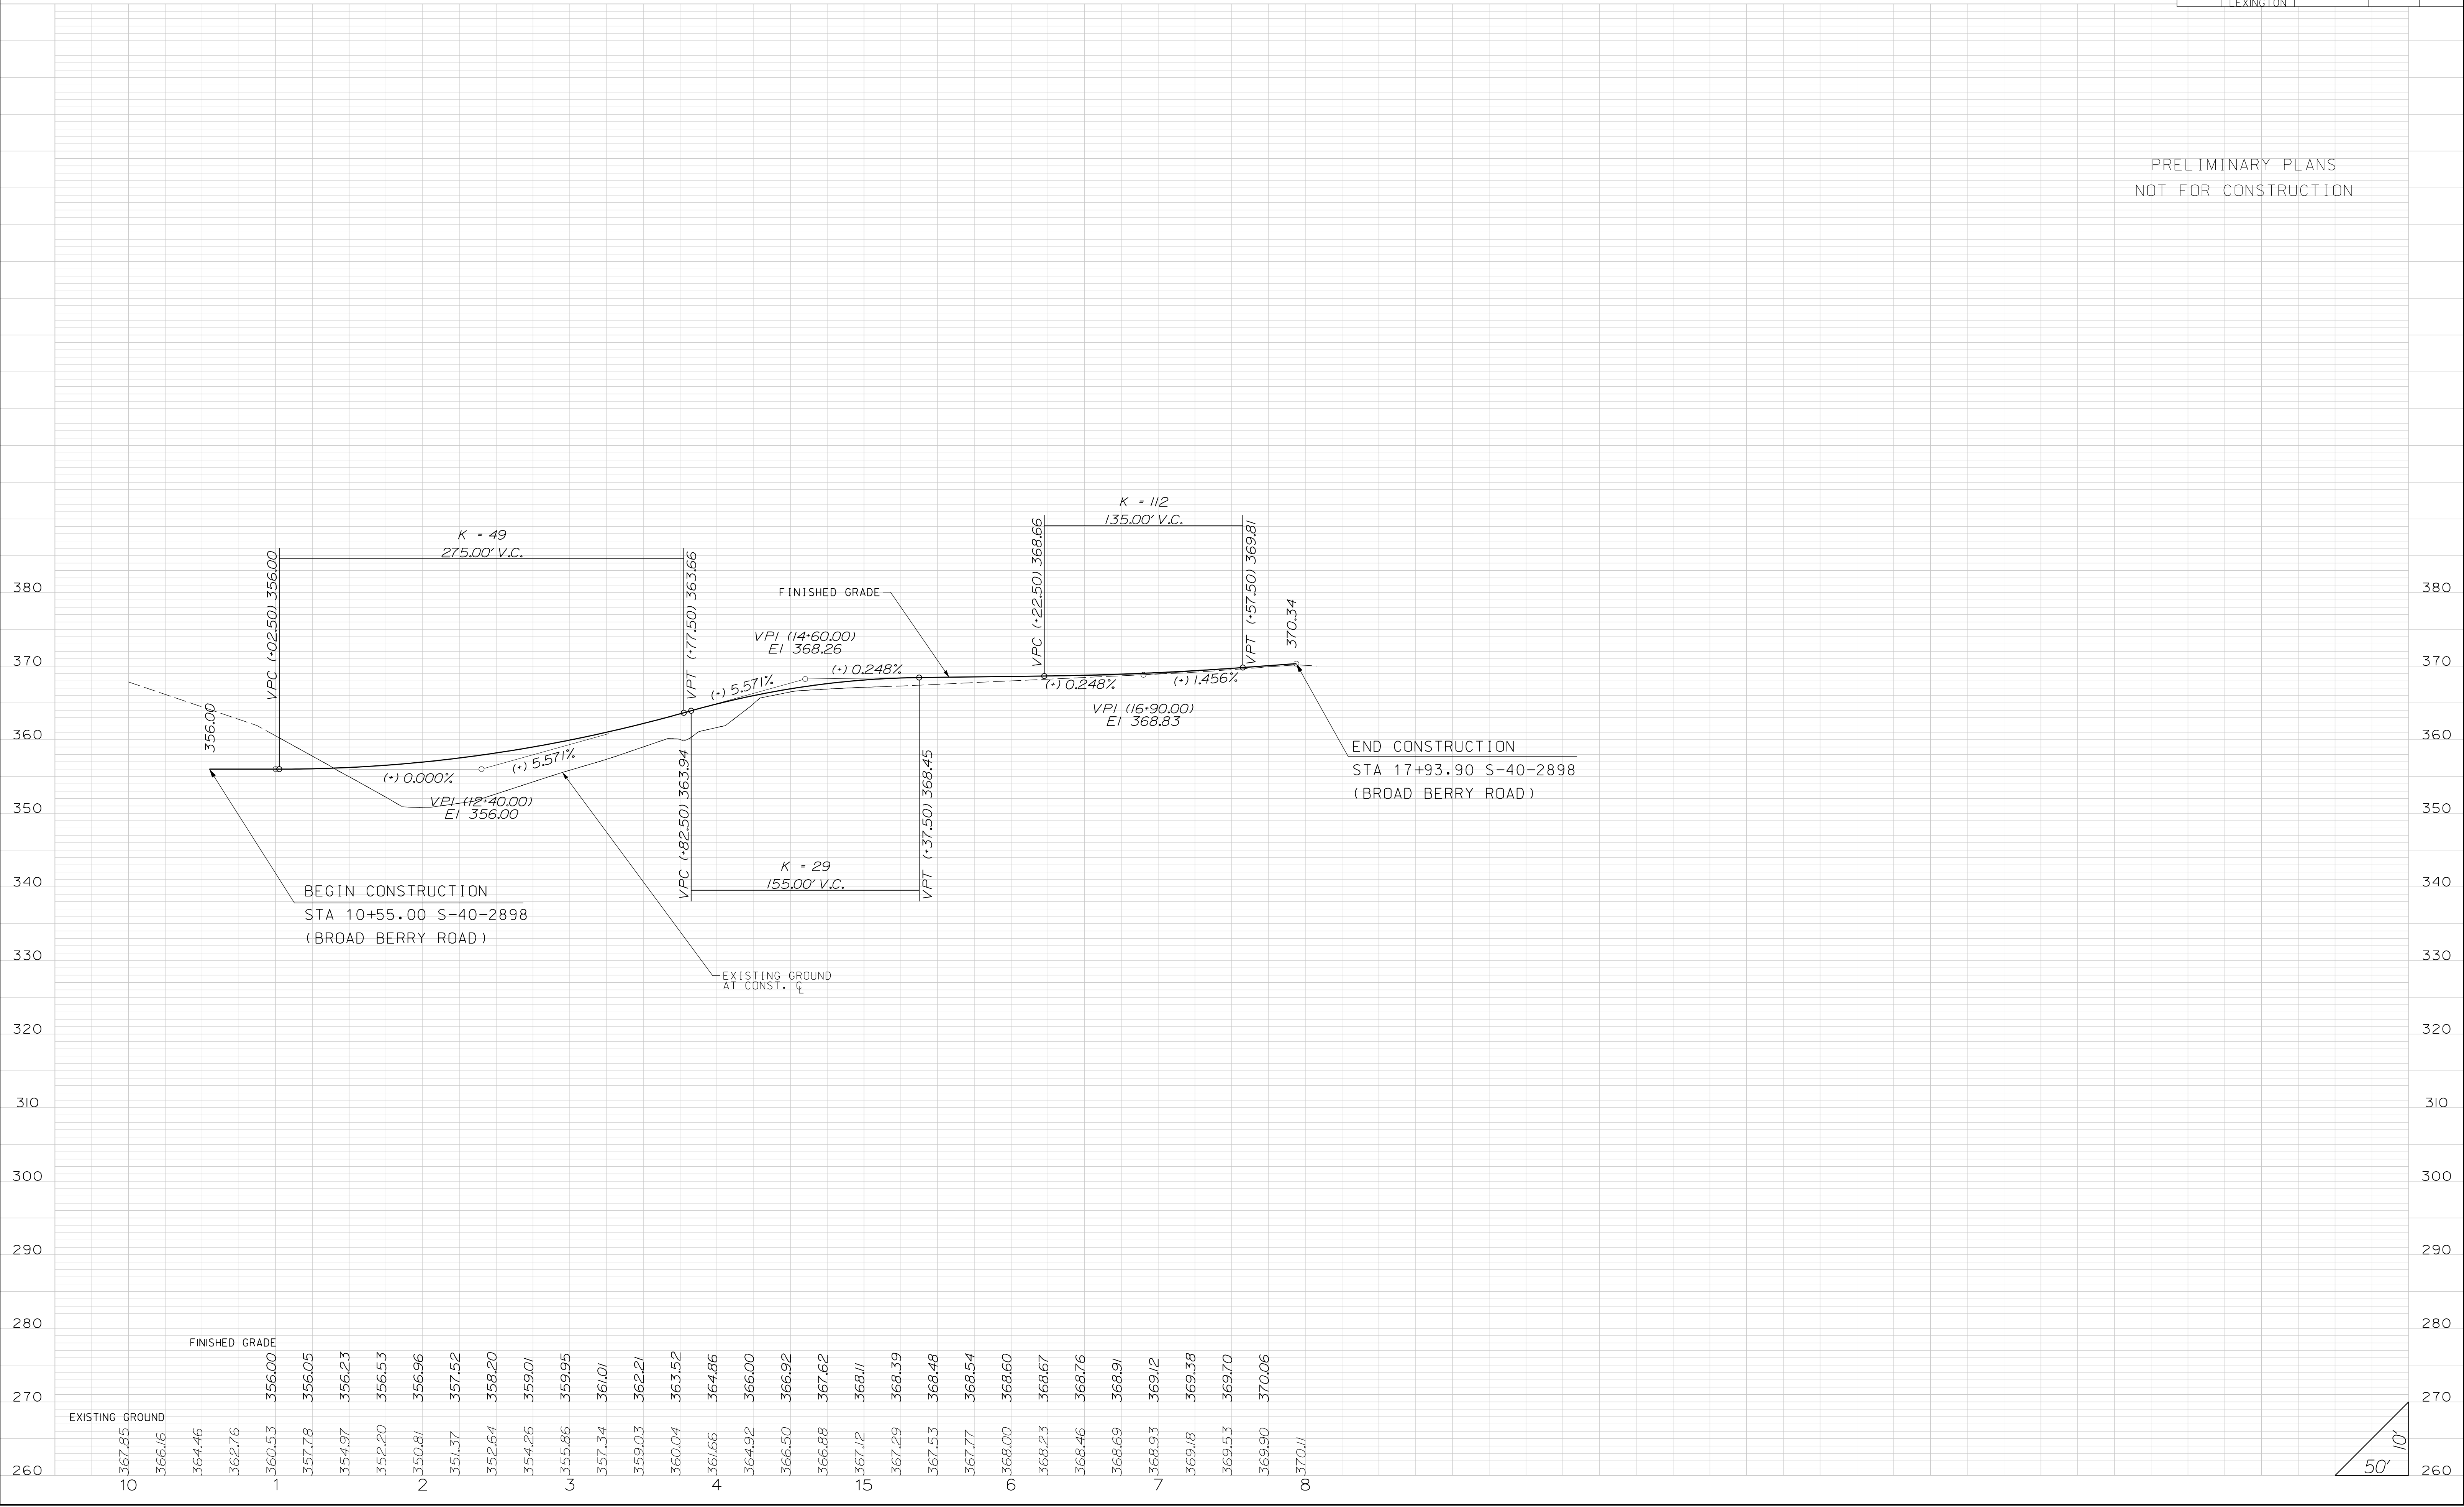 LEXINGTON
PRELIMINARY PLANS
NOT FOR CONSTRUCTION
K = 112
135.00' V.C.
VPC (+22.50) 368.66
VPT (+57.50) 369.81
K = 49
275.00' V.C.
VPC (+02.50) 356.00
VPT (+77.50) 363.66
FINISHED GRADE
370.34
VPI (14+60.00)
El 368.26
(+) 0.248%
(+) 5.571%
(+) 0.248%
(+) 1.456%
VPI (16+90.00)
El 368.83
356.00
(+) 0.000%
(+) 5.571%
VPI (12+40.00)
El 356.00
END CONSTRUCTION
STA 17+93.90 S-40-2898
(BROAD BERRY ROAD)
VPC (+82.50) 363.94
VPT (+37.50) 368.45
K = 29
155.00' V.C.
BEGIN CONSTRUCTION
STA 10+55.00 S-40-2898
(BROAD BERRY ROAD)
EXISTING GROUND
AT CONST. ℄
380 380
370 370
360 360
350 350
340 340
330 330
320 320
310 310
300 300
290 290
280 280
270 270
260 260
FINISHED GRADE
356.00 356.05 356.23 356.53 356.96 357.52 358.20 359.01 359.95 361.01 362.21 363.52 364.86 366.00 366.92 367.62 368.11 368.39 368.48 368.54 368.60 368.67 368.76 368.91 369.12 369.38 369.70 370.06
EXISTING GROUND
367.85 366.16 364.46 362.76 360.53 357.78 354.97 352.20 350.81 351.37 352.64 354.26 355.86 357.34 359.03 360.04 361.66 364.92 366.50 366.88 367.12 367.29 367.53 367.77 368.00 368.23 368.46 368.69 368.93 369.18 369.53 369.90 370.11
10 1 2 3 4 15 6 7 8
10'
50'